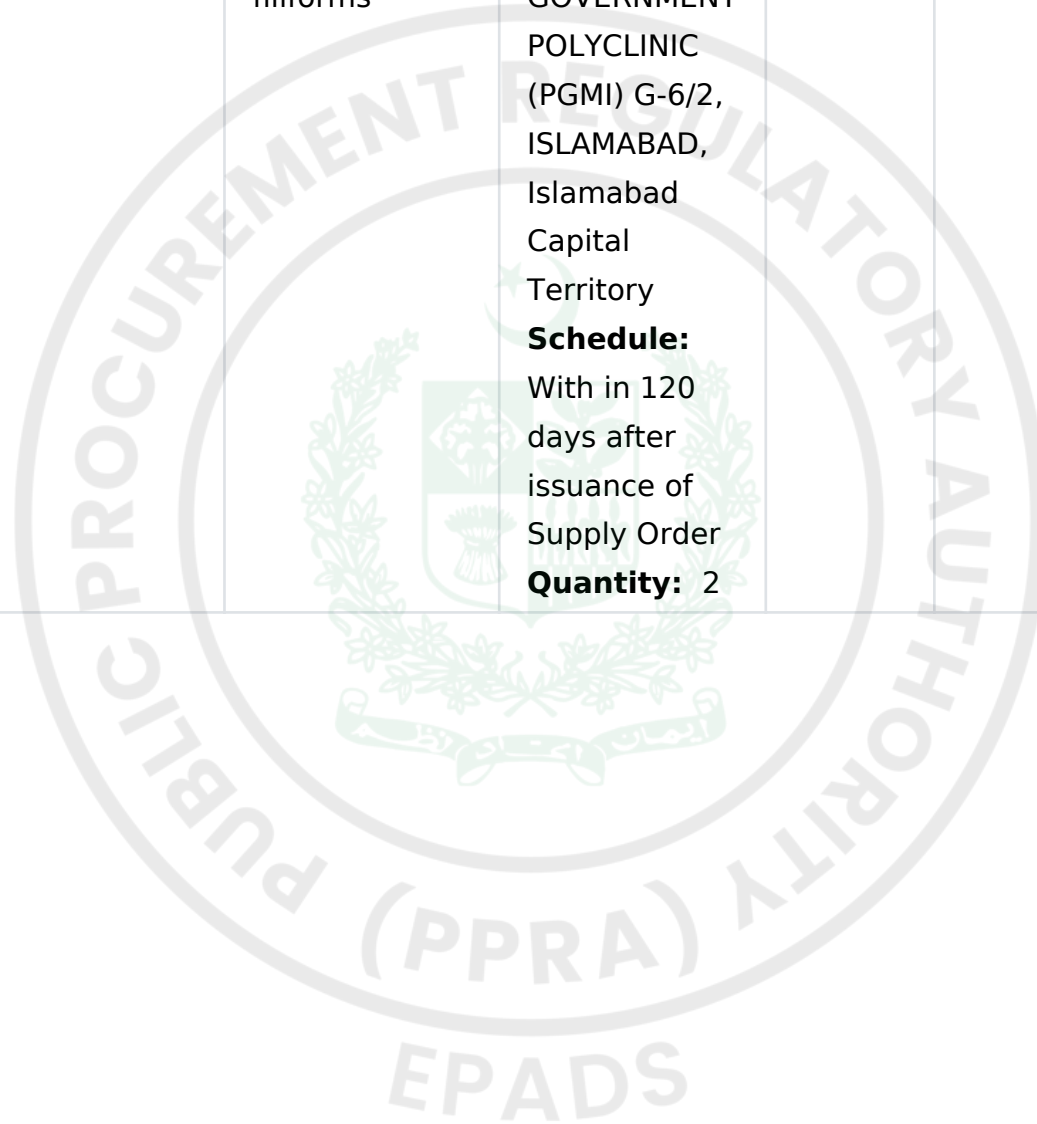 filiforms
GOVERNMENT
POLYCLINIC
(PGMI) G-6/2,
ISLAMABAD,
Islamabad
Capital
Territory
Schedule:
With in 120
days after
issuance of
Supply Order
Quantity: 2
PUBLIC PROCUREMENT REGULATORY AUTHORITY
(PPRA)
EPADS